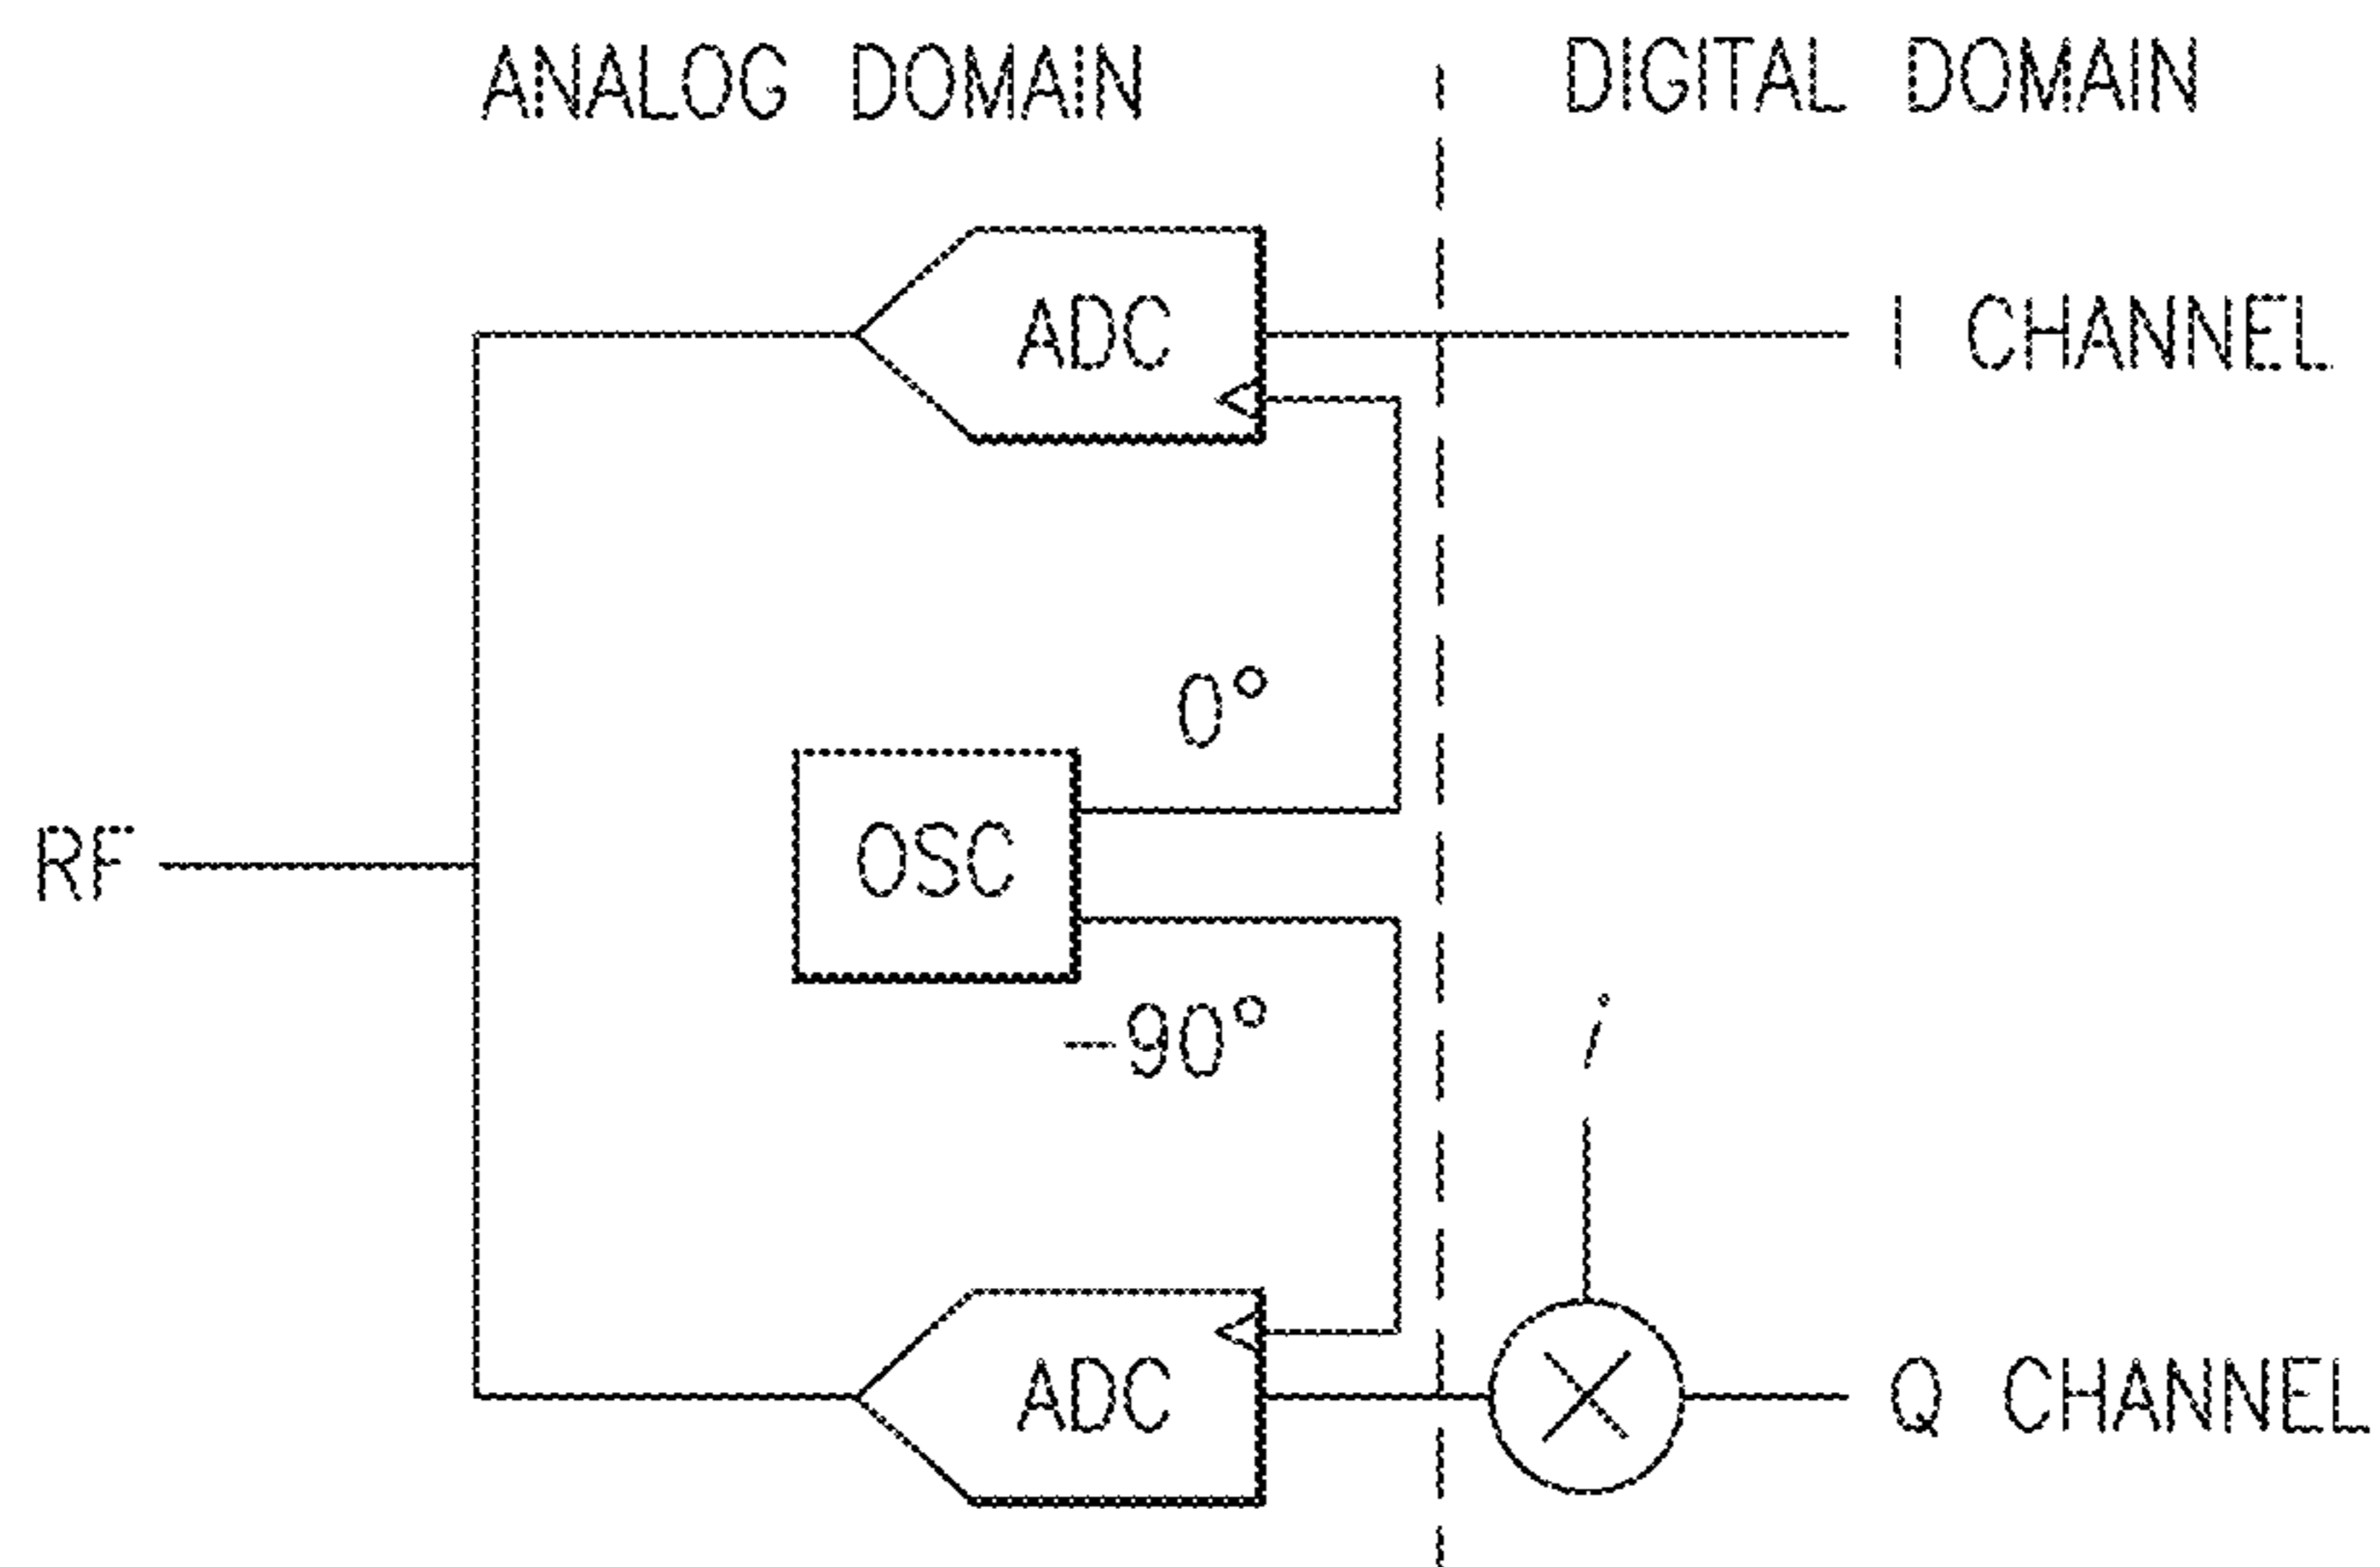 ANALOG DOMAIN
DIGITAL DOMAIN
ADC
I CHANNEL
0°
OSC
RF
-90°
i
ADC
Q CHANNEL